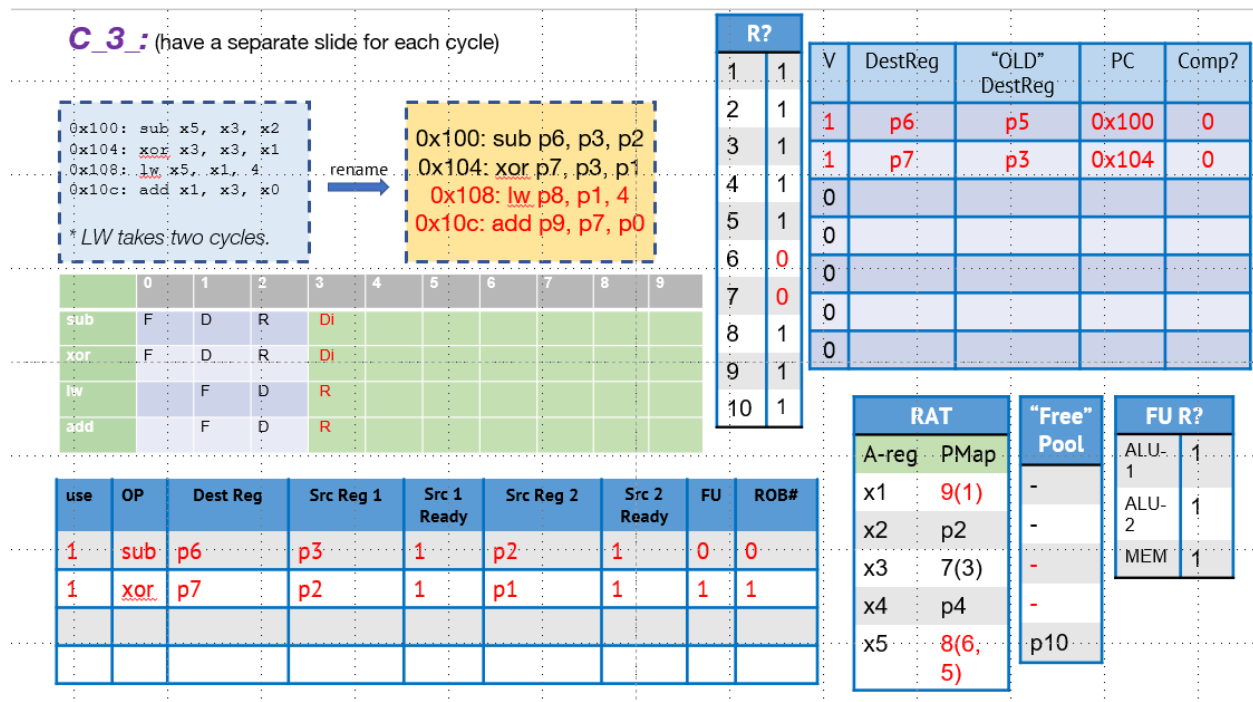 C_3_: (have a separate slide for each cycle)
0x100: sub x5, x3, x2
0x104: xor x3, x3, x1
0x108: lw x5, x1, 4
0x10c: add x1, x3, x0
* LW takes two cycles.
rename
0x100: sub p6, p3, p2
0x104: xor p7, p3, p1
0x108: lw p8, p1, 4
0x10c: add p9, p7, p0
R?
1 1
2 1
3 1
4 1
5 1
6 0
7 0
8 1
9 1
10 1
V DestReg "OLD" DestReg PC Comp?
1 p6 p5 0x100 0
1 p7 p3 0x104 0
0
0
0
0
0
0 1 2 3 4 5 6 7 8 9
sub F D R Di
xor F D R Di
lw F D R
add F D R
use OP Dest Reg Src Reg 1 Src 1 Ready Src Reg 2 Src 2 Ready FU ROB#
1 sub p6 p3 1 p2 1 0 0
1 xor p7 p2 1 p1 1 1 1
RAT
A-reg PMap
x1 9(1)
x2 p2
x3 7(3)
x4 p4
x5 8(6,
5)
"Free"
Pool
-
-
-
-
p10
FU R?
ALU-
1 1
ALU-
2 1
MEM 1